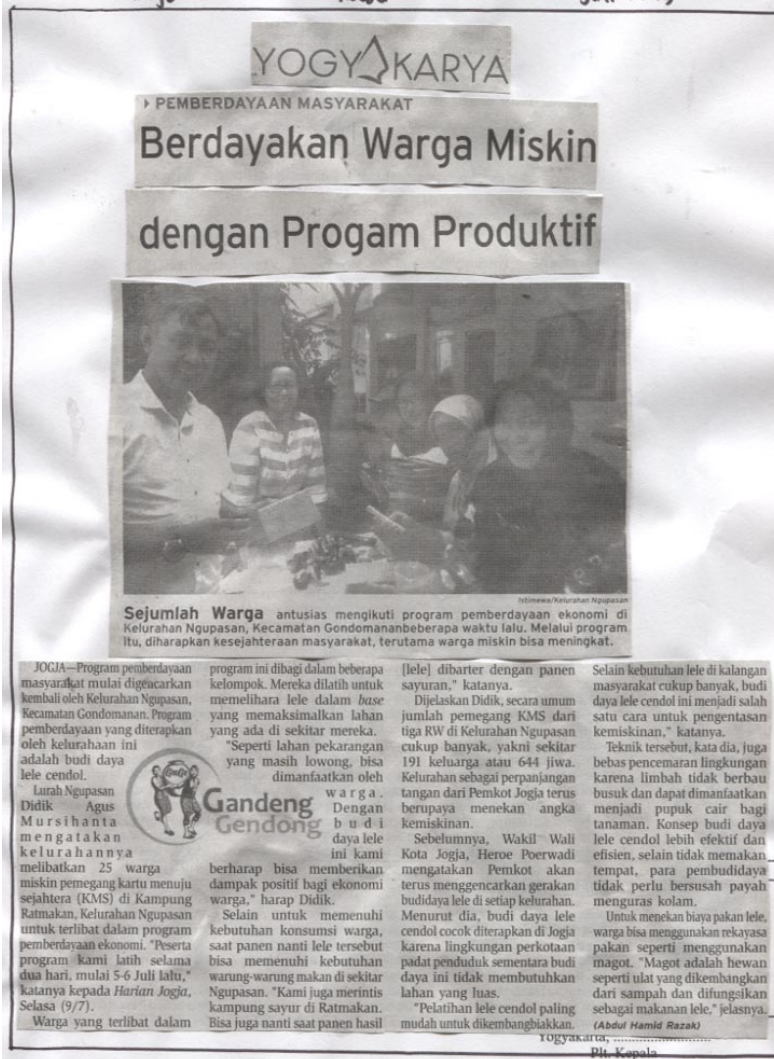 YOGYAKARYA
PEMBERDAYAAN MASYARAKAT
Berdayakan Warga Miskin
dengan Progam Produktif
Istimewa/Kelurahan Ngupasan
Sejumlah Warga antusias mengikuti program pemberdayaan ekonomi di
Kelurahan Ngupasan, Kecamatan Gondomananbeberapa waktu lalu. Melalui program
itu, diharapkan kesejahteraan masyarakat, terutama warga miskin bisa meningkat.
JOGJA—Program pemberdayaan
masyarakat mulai digencarkan
kembali oleh Kelurahan Ngupasan,
Kecamatan Gondomanan. Program
pemberdayaan yang diterapkan
oleh kelurahaan ini
adalah budi daya
lele cendol.
Lurah Ngupasan
Didik Agus
Mursihanta
mengatakan
kelurahannya
melibatkan 25 warga
miskin pemegang kartu menuju
sejahtera (KMS) di Kampung
Ratmakan, Kelurahan Ngupasan
untuk terlibat dalam program
pemberdayaan ekonomi. "Peserta
program kami latih selama
dua hari, mulai 5-6 Juli lalu,"
katanya kepada Harian Jogja,
Selasa (9/7).
Warga yang terlibat dalam
program ini dibagi dalam beberapa
kelompok. Mereka dilatih untuk
memelihara lele dalam base
yang memaksimalkan lahan
yang ada di sekitar mereka.
"Seperti lahan pekarangan
yang masih lowong, bisa
dimanfaatkan oleh
warga.
Dengan
budi
daya lele
ini kami
berharap bisa memberikan
dampak positif bagi ekonomi
warga," harap Didik.
Selain untuk memenuhi
kebutuhan konsumsi warga,
saat panen nanti lele tersebut
bisa memenuhi kebutuhan
warung-warung makan di sekitar
Ngupasan. "Kami juga merintis
kampung sayur di Ratmakan.
Bisa juga nanti saat panen hasil
Gandeng
Gendong
[lele] dibarter dengan panen
sayuran," katanya.
Dijelaskan Didik, secara umum
jumlah pemegang KMS dari
tiga RW di Kelurahan Ngupasan
cukup banyak, yakni sekitar
191 keluarga atau 644 jiwa.
Kelurahan sebagai perpanjangan
tangan dari Pemkot Jogja terus
berupaya menekan angka
kemiskinan.
Sebelumnya, Wakil Wali
Kota Jogja, Heroe Poerwadi
mengatakan Pemkot akan
terus menggencarkan gerakan
budidaya lele di setiap kelurahan.
Menurut dia, budi daya lele
cendol cocok diterapkan di Jogja
karena lingkungan perkotaan
padat penduduk sementara budi
daya ini tidak membutuhkan
lahan yang luas.
"Pelatihan lele cendol paling
mudah untuk dikembangbiakkan.
Selain kebutuhan lele di kalangan
masyarakat cukup banyak, budi
daya lele cendol ini menjadi salah
satu cara untuk pengentasan
kemiskinan," katanya.
Teknik tersebut, kata dia, juga
bebas pencemaran lingkungan
karena limbah tidak berbau
busuk dan dapat dimanfaatkan
menjadi pupuk cair bagi
tanaman. Konsep budi daya
lele cendol lebih efektif dan
efisien, selain tidak memakan
tempat, para pembudidaya
tidak perlu bersusah payah
menguras kolam.
Untuk menekan biaya pakan lele,
warga bisa menggunakan rekayasa
pakan seperti menggunakan
magot. "Magot adalah hewan
seperti ulat yang dikembangkan
dari sampah dan difungsikan
sebagai makanan lele," jelasnya.
(Abdul Hamid Razak)
Yogyakarta, ..........................
Plt. Kepala